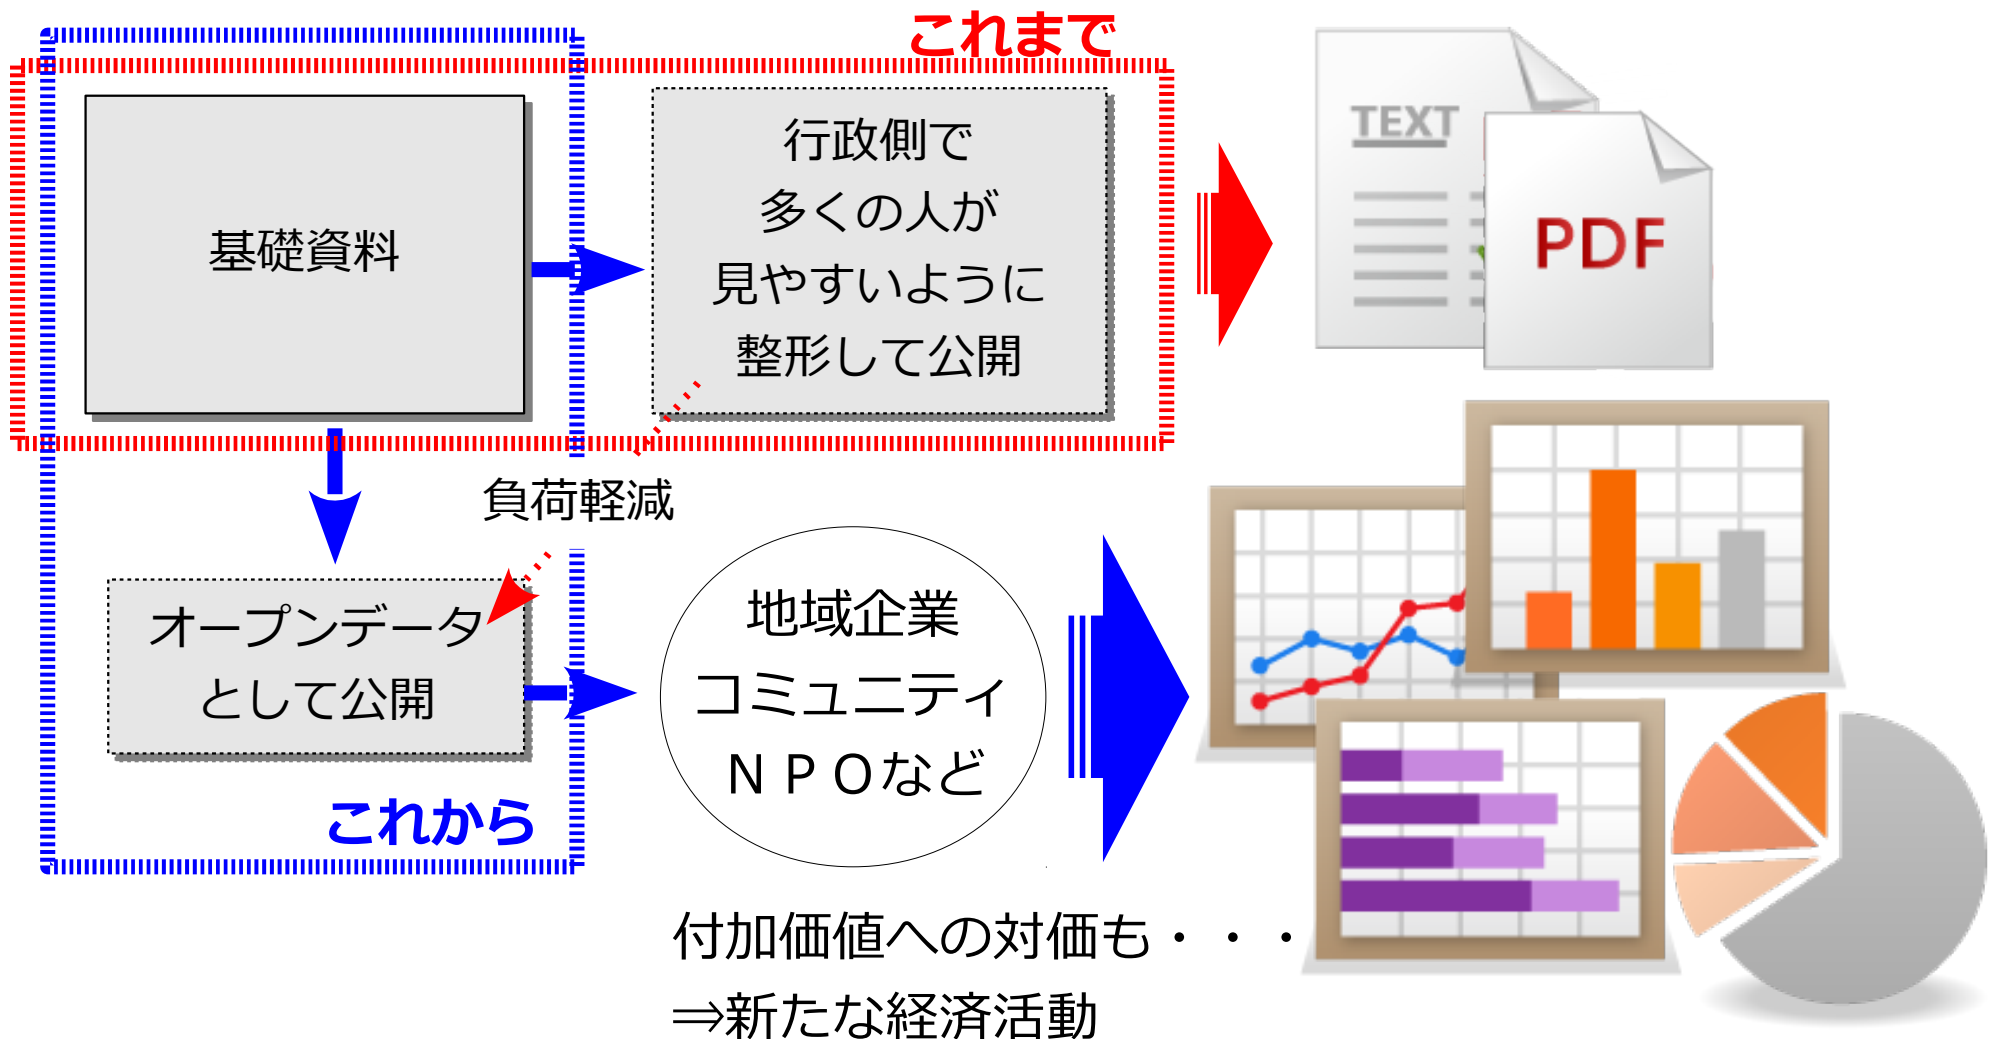 これまで
基礎資料
行政側で
多くの人が
見やすいように
整形して公開
TEXT
PDF
負荷軽減
オープンデータ
として公開
これから
地域企業
コミュニティ
ＮＰＯなど
付加価値への対価も・・・
⇒新たな経済活動